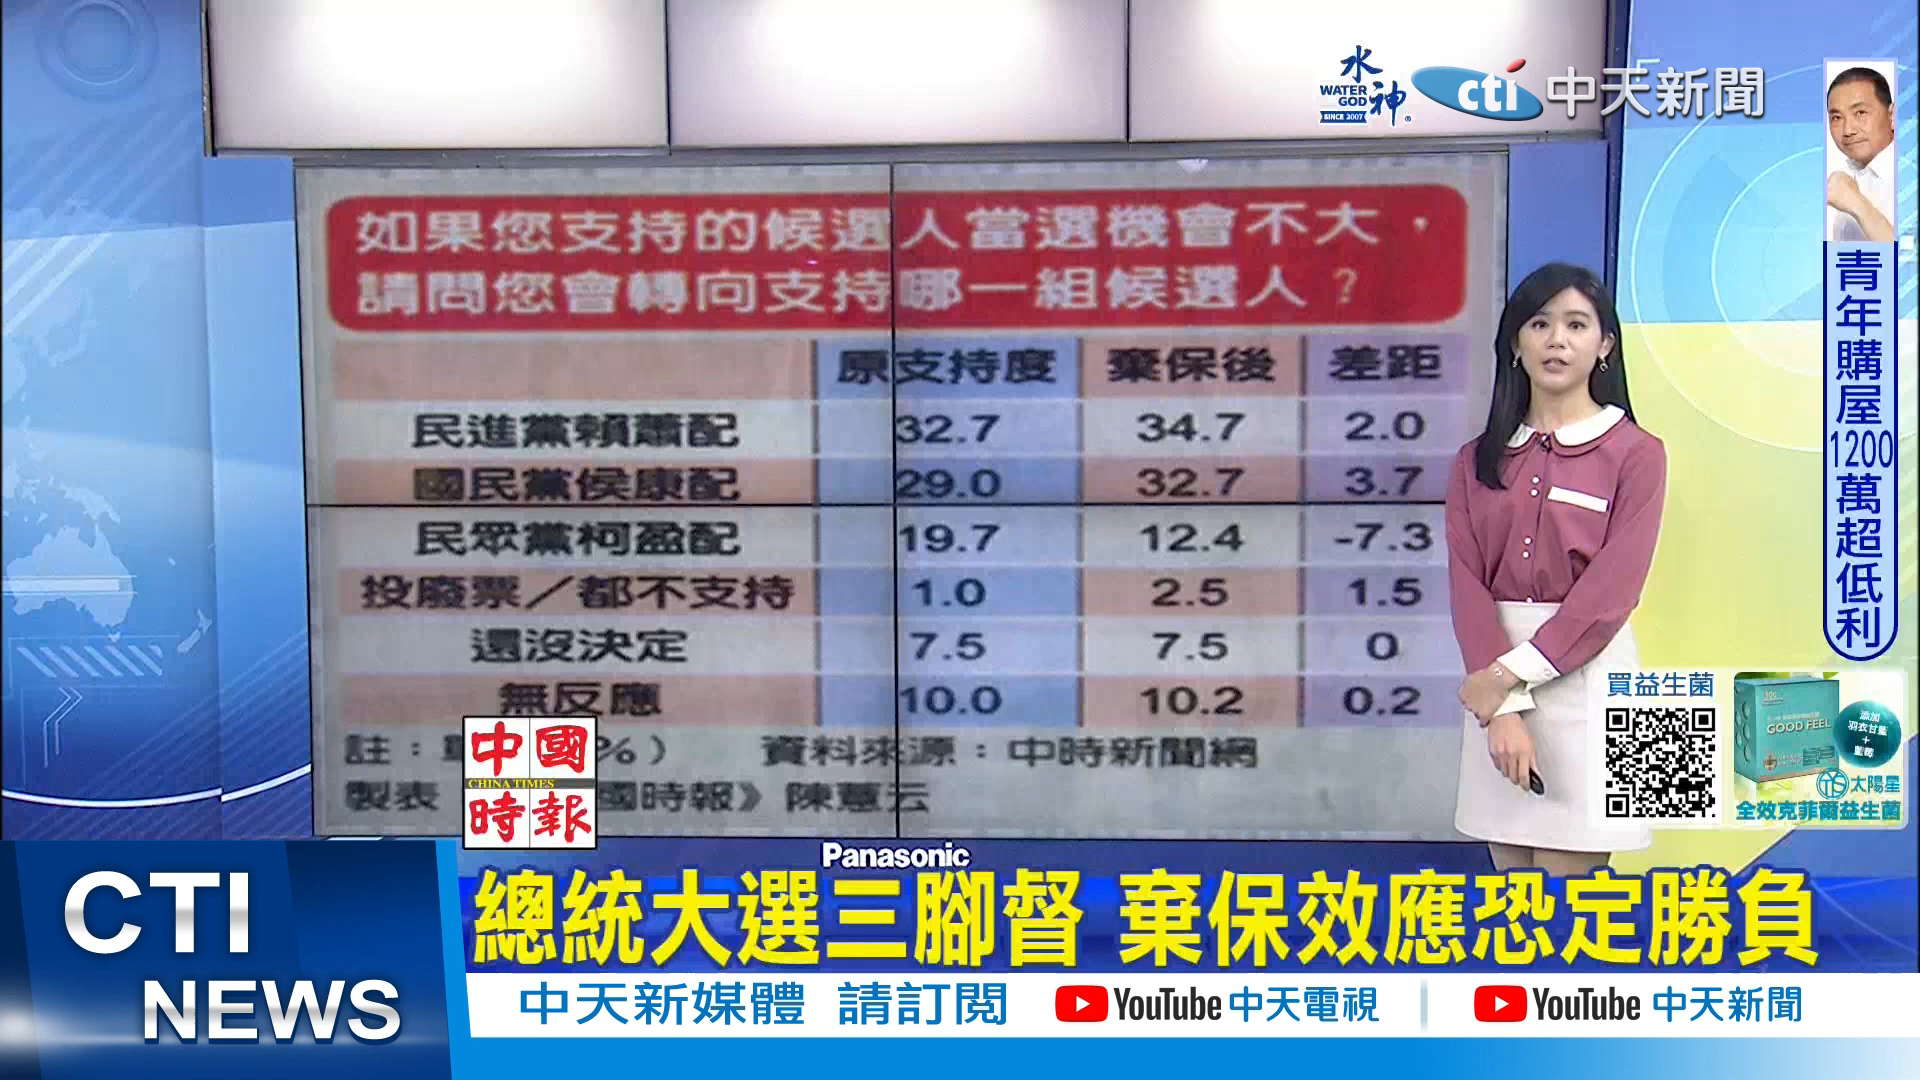 水神
WATER
GOD
SINCE 2007
cti 中天新聞
如果您支持的候選人當選機會不大，
請問您會轉向支持哪一組候選人？
原支持度 棄保後 差距
民進黨賴蕭配 32.7 34.7 2.0
國民黨侯康配 29.0 32.7 3.7
民眾黨柯盈配 19.7 12.4 -7.3
投廢票／都不支持 1.0 2.5 1.5
還沒決定 7.5 7.5 0
無反應 10.0 10.2 0.2
註： %） 資料來源：中時新聞網
製表 國時報》陳薏云
中國
CHINA TIMES
時報
青年購屋1200萬超低利
買益生菌
GOOD FEEL
添加
羽衣甘藍
+
藍莓
太陽星
全效克菲爾益生菌
Panasonic
總統大選三腳督 棄保效應恐定勝負
CTI
NEWS
中天新媒體 請訂閱 YouTube 中天電視 | YouTube 中天新聞